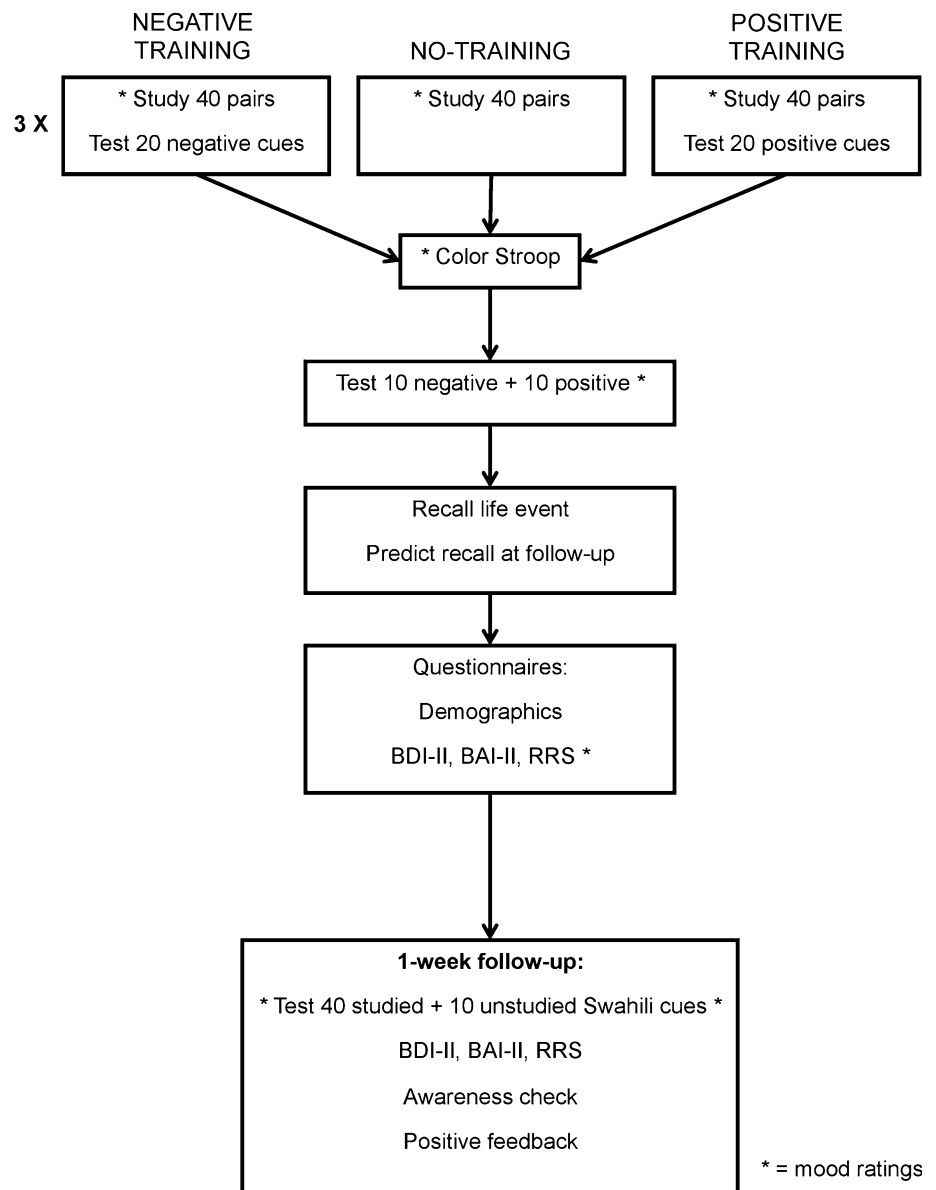 NEGATIVE
TRAINING
NO-TRAINING
POSITIVE
TRAINING
3 X
* Study 40 pairs
Test 20 negative cues
* Study 40 pairs
* Study 40 pairs
Test 20 positive cues
* Color Stroop
Test 10 negative + 10 positive *
Recall life event
Predict recall at follow-up
Questionnaires:
Demographics
BDI-II, BAI-II, RRS *
1-week follow-up:
* Test 40 studied + 10 unstudied Swahili cues *
BDI-II, BAI-II, RRS
Awareness check
Positive feedback
* = mood ratings